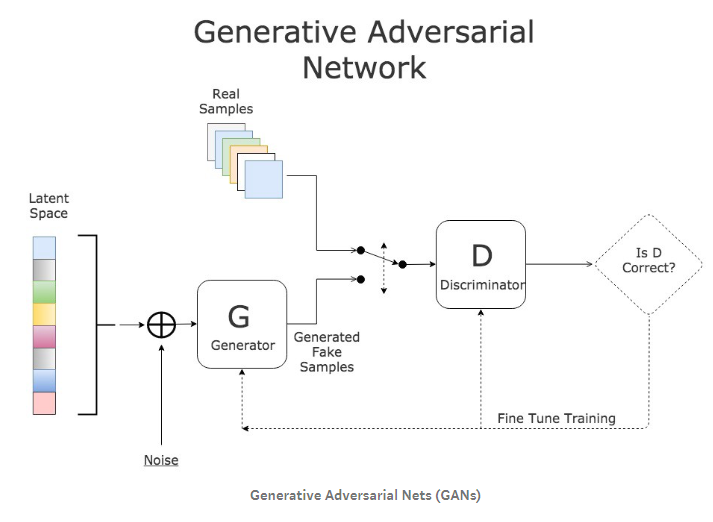 Generative Adversarial
Network
Real
Samples
Latent
Space
D
Discriminator
Is D
Correct?
G
Generator
Generated
Fake
Samples
Fine Tune Training
Noise
Generative Adversarial Nets (GANs)